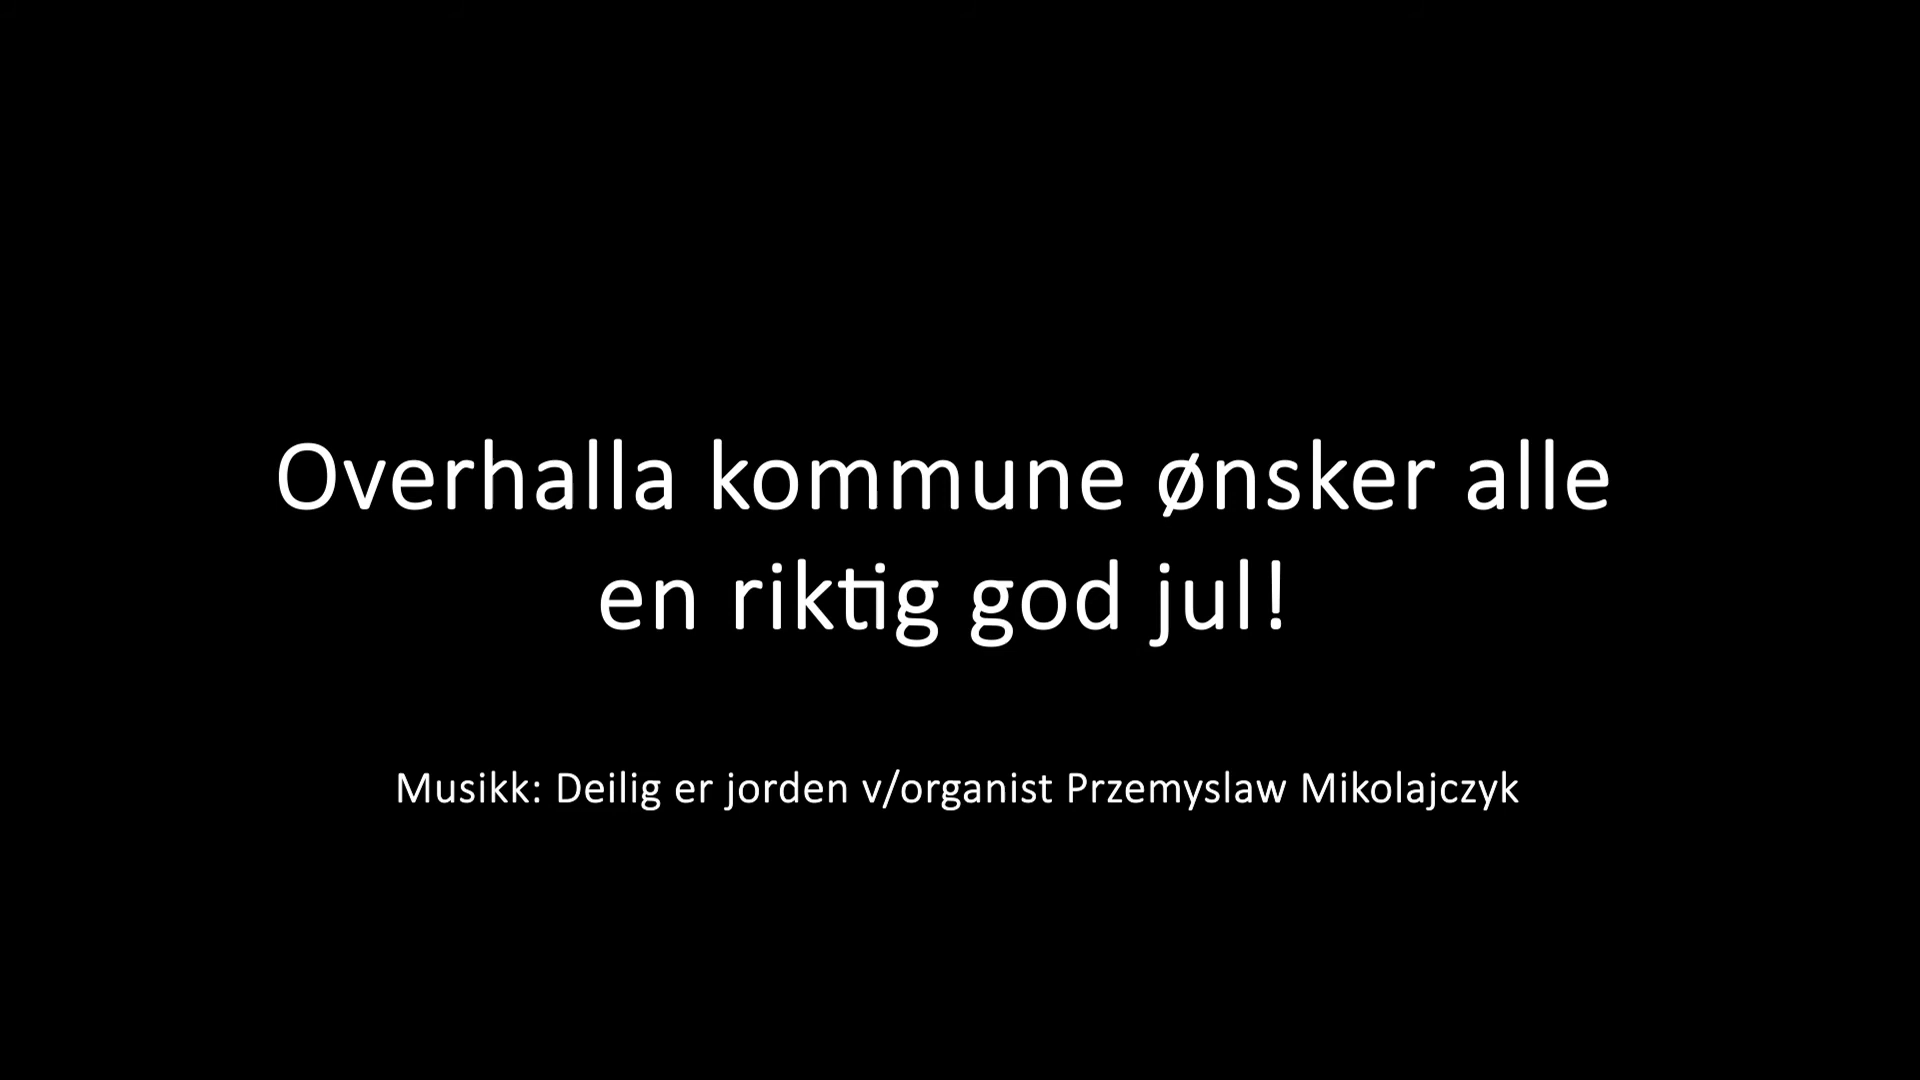 Overhalla kommune ønsker alle
en riktig god jul!
Musikk: Deilig er jorden v/organist Przemyslaw Mikolajczyk